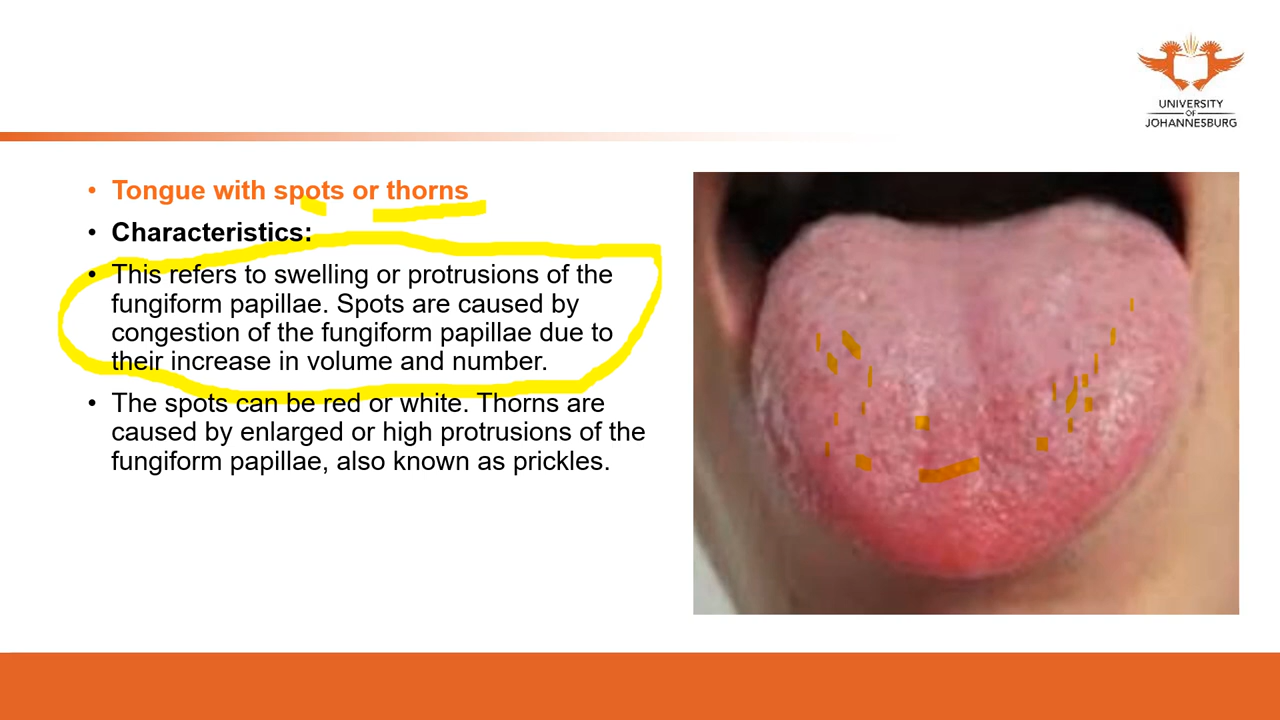 UNIVERSITY
OF
JOHANNESBURG
• Tongue with spots or thorns
• Characteristics:
• This refers to swelling or protrusions of the
fungiform papillae. Spots are caused by
congestion of the fungiform papillae due to
their increase in volume and number.
• The spots can be red or white. Thorns are
caused by enlarged or high protrusions of the
fungiform papillae, also known as prickles.